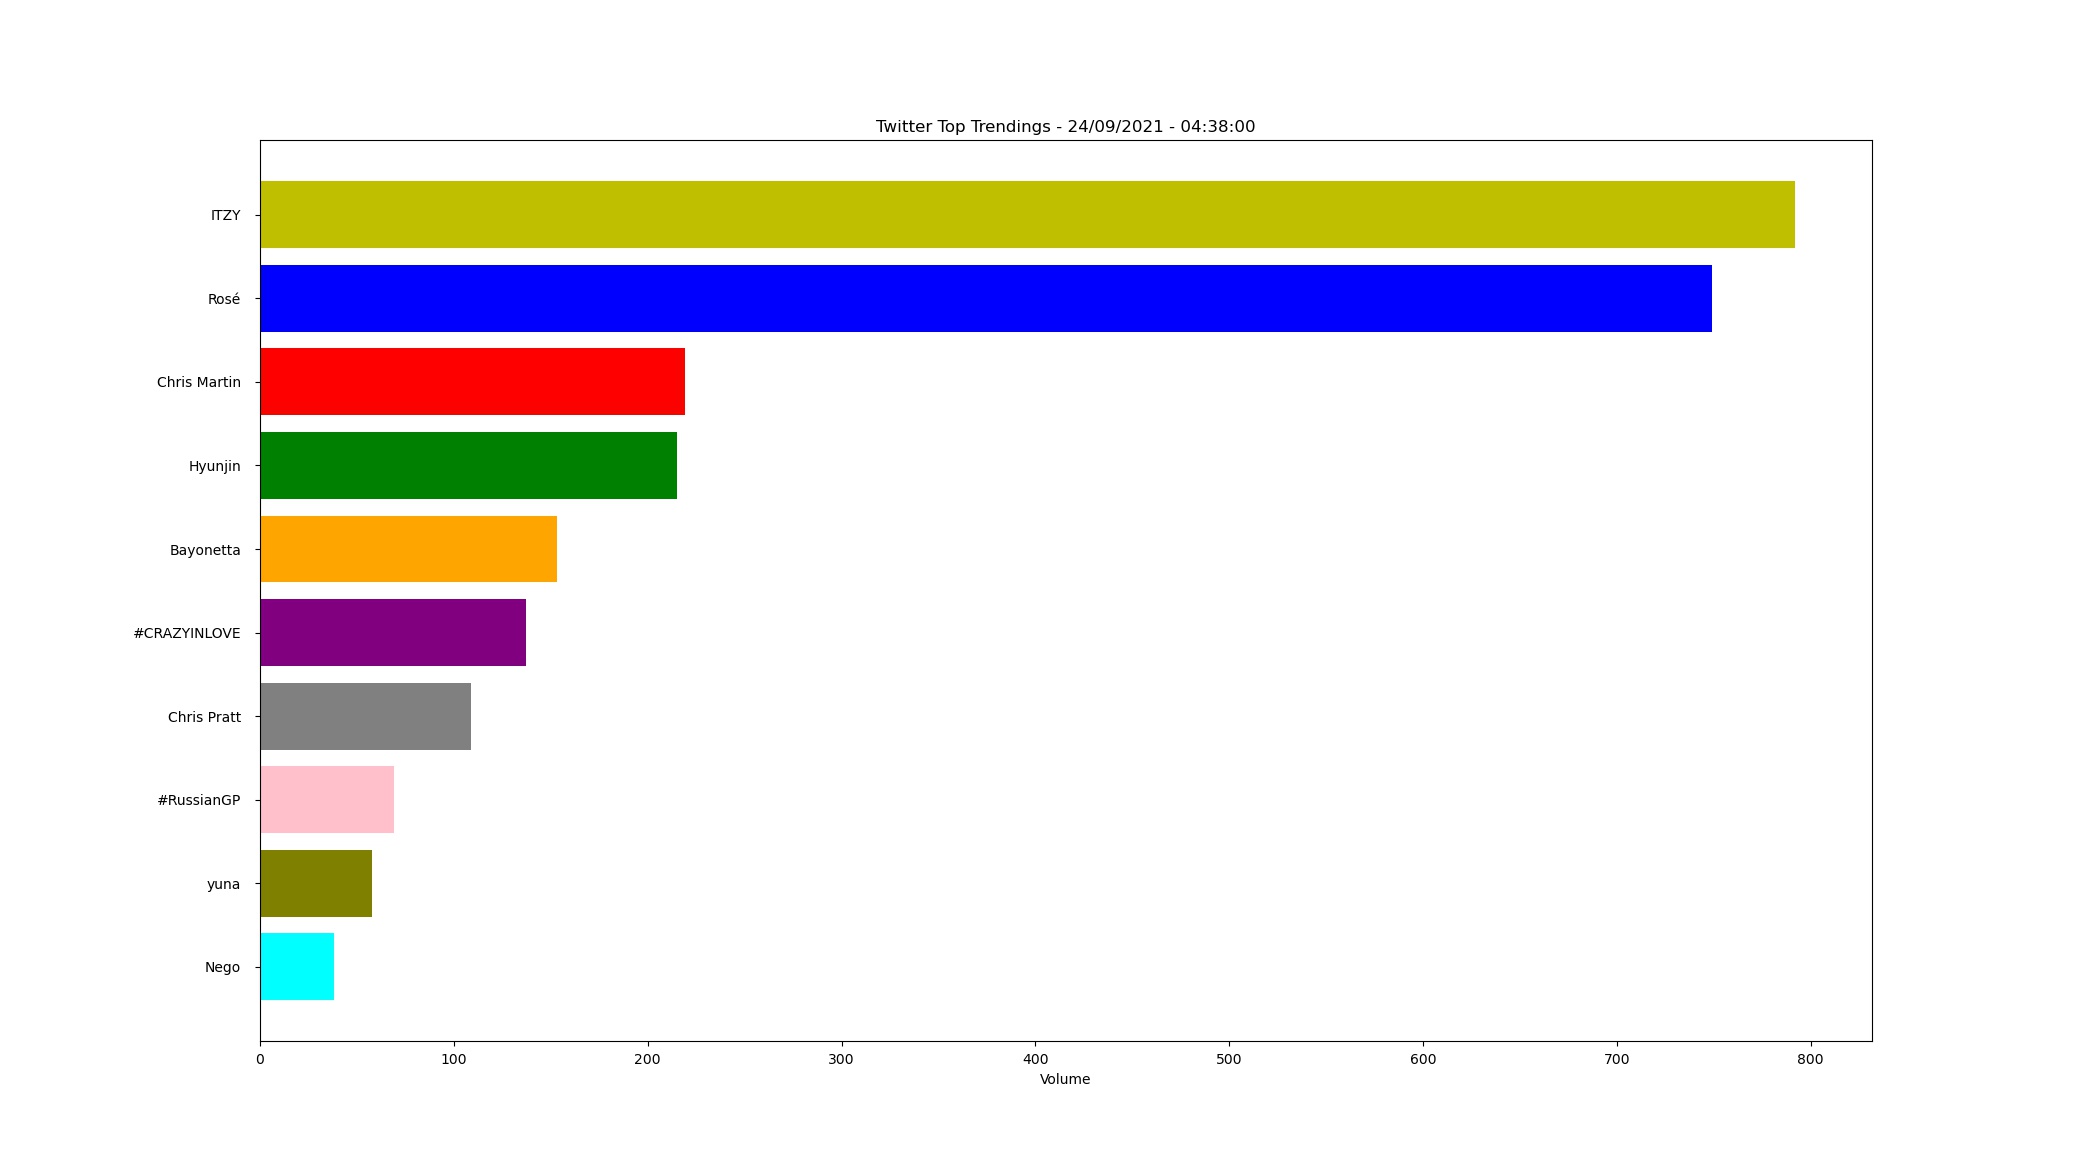 Twitter Top Trendings - 24/09/2021 - 04:38:00
ITZY
Rosé
Chris Martin
Hyunjin
Bayonetta
#CRAZYINLOVE
Chris Pratt
#RussianGP
yuna
Nego
0 100 200 300 400 500 600 700 800
Volume